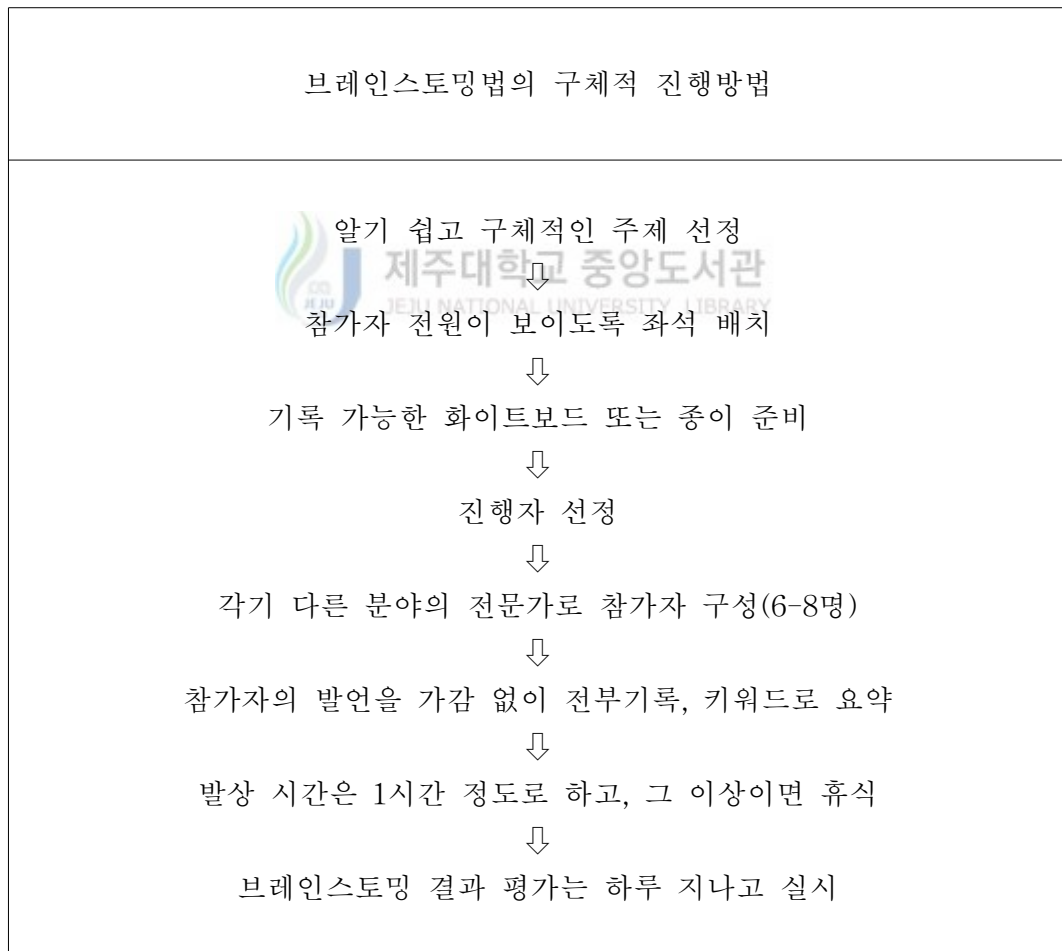 브레인스토밍법의 구체적 진행방법
알기 쉽고 구체적인 주제 선정
제주대학교 중앙도서관
⇩
JEJU NATIONAL UNIVERSITY LIBRARY
JEJU
참가자 전원이 보이도록 좌석 배치
⇩
기록 가능한 화이트보드 또는 종이 준비
⇩
진행자 선정
⇩
각기 다른 분야의 전문가로 참가자 구성(6-8명)
⇩
참가자의 발언을 가감 없이 전부기록, 키워드로 요약
⇩
발상 시간은 1시간 정도로 하고, 그 이상이면 휴식
⇩
브레인스토밍 결과 평가는 하루 지나고 실시